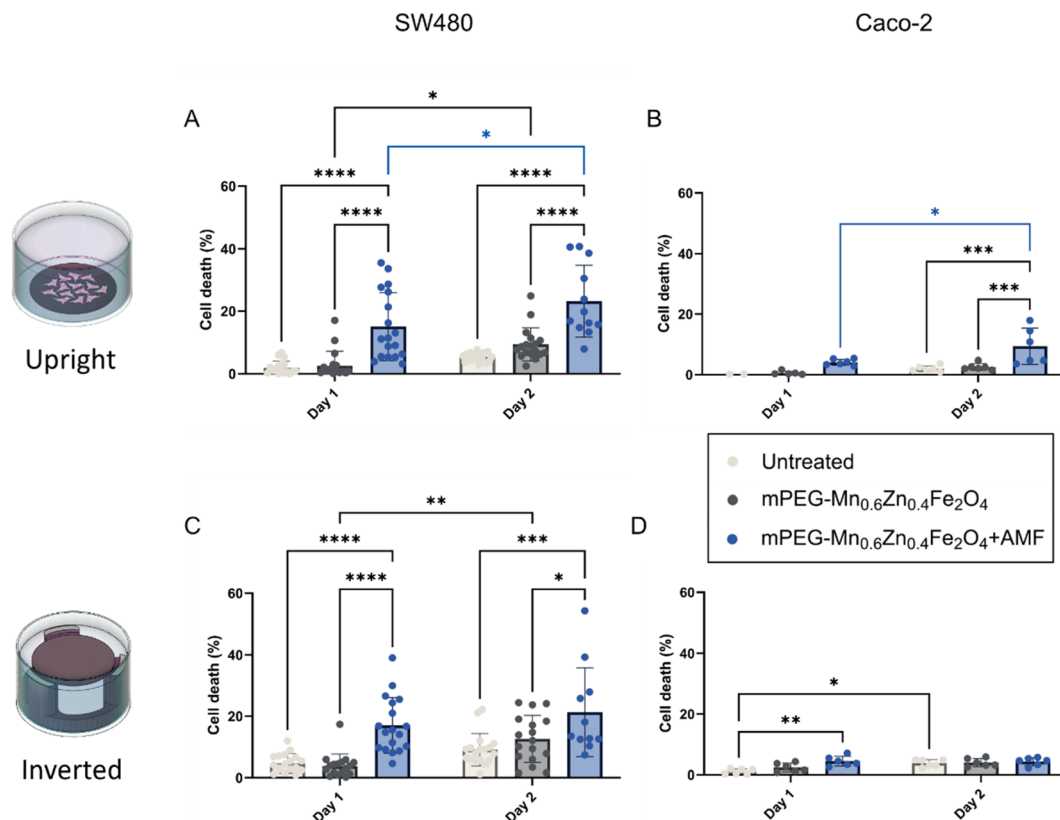 SW480
Caco-2
A
B
*
*
****
****
****
****
60
40
20
0
Cell death (%)
Day 1
Day 2
*
***
***
60
40
20
0
Cell death (%)
Day 1
Day 2
Upright
Untreated
mPEG-Mn₀.₆Zn₀.₄Fe₂O₄
mPEG-Mn₀.₆Zn₀.₄Fe₂O₄+AMF
C
D
**
****
***
****
*
60
40
20
0
Cell death (%)
Day 1
Day 2
*
**
60
40
20
0
Cell death (%)
Day 1
Day 2
Inverted